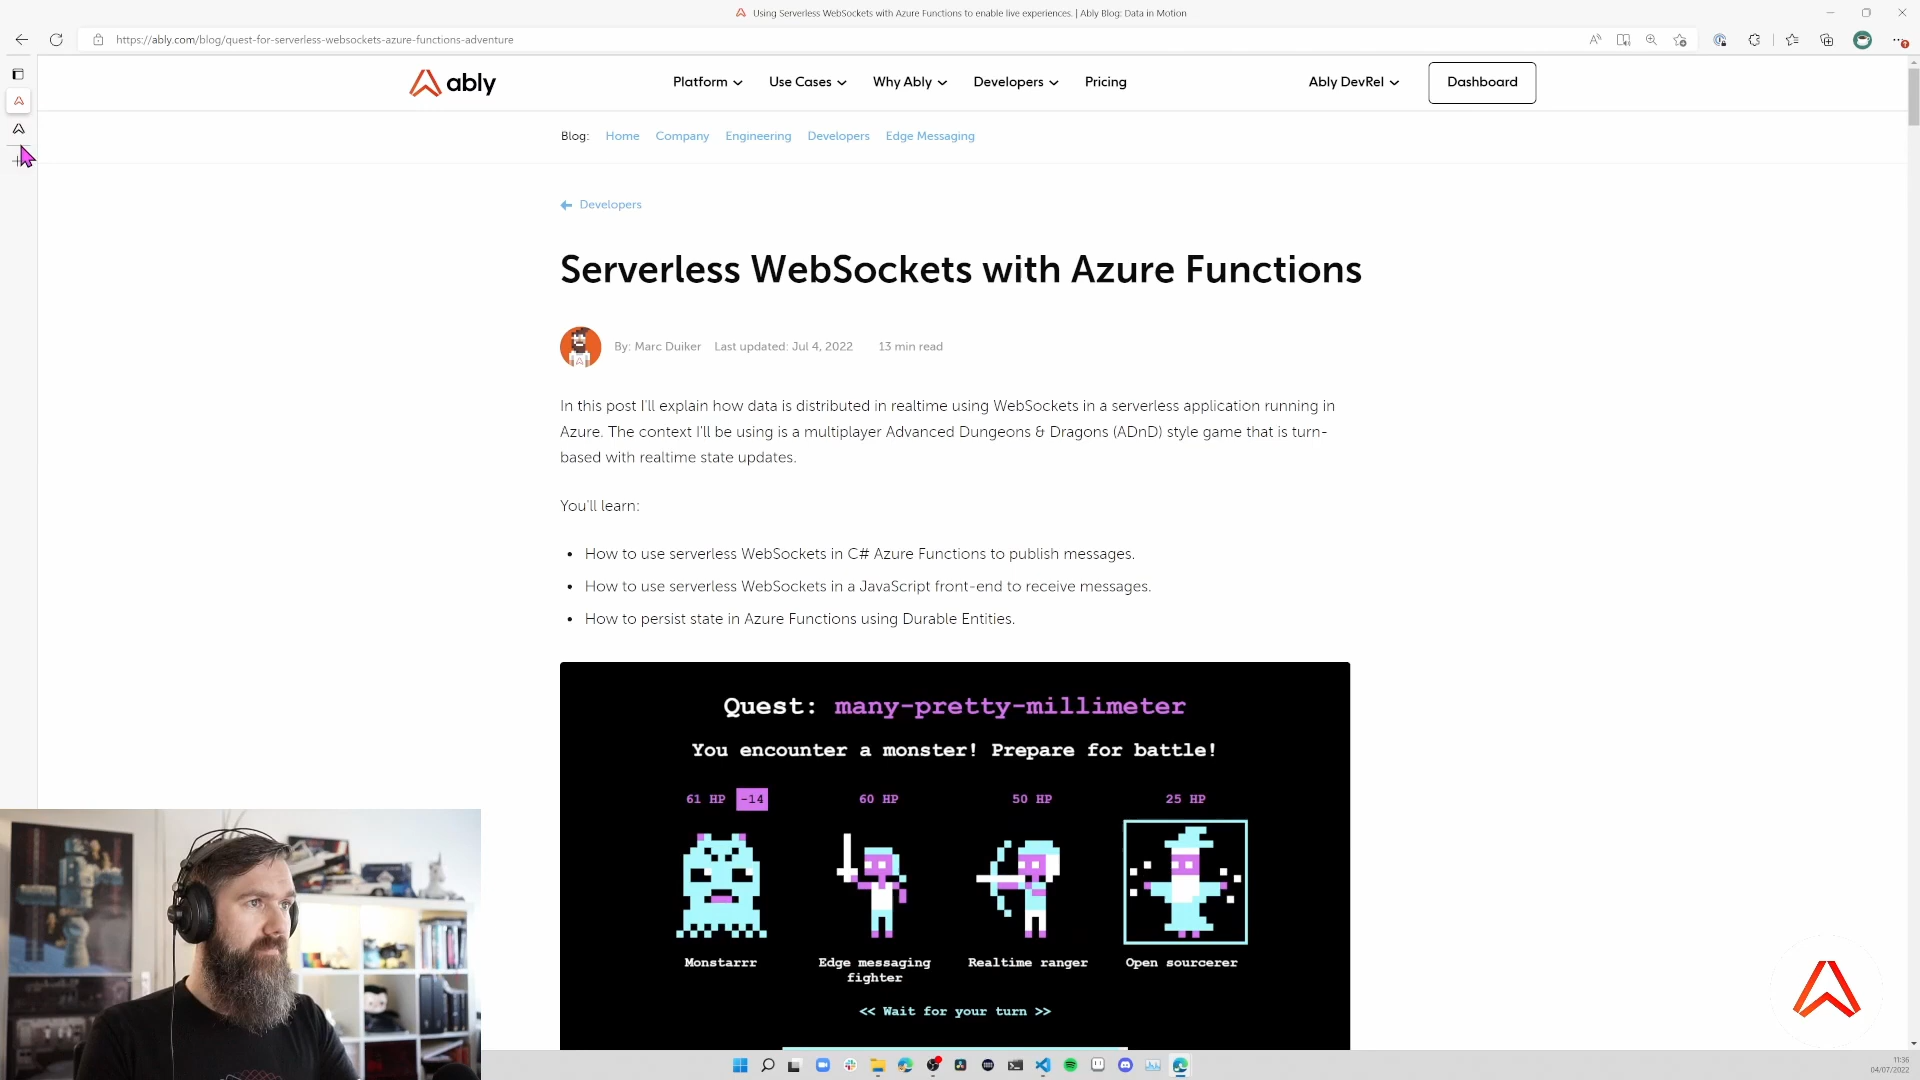 Using Serverless WebSockets with Azure Functions to enable live experiences. | Ably Blog: Data in Motion
https://ably.com/blog/quest-for-serverless-websockets-azure-functions-adventure
ably
Platform
Use Cases
Why Ably
Developers
Pricing
Ably DevRel
Dashboard
Blog: Home Company Engineering Developers Edge Messaging
Developers
Serverless WebSockets with Azure Functions
By: Marc Duiker Last updated: Jul 4, 2022 13 min read
In this post I'll explain how data is distributed in realtime using WebSockets in a serverless application running in
Azure. The context I'll be using is a multiplayer Advanced Dungeons & Dragons (ADnD) style game that is turn-
based with realtime state updates.
You'll learn:
• How to use serverless WebSockets in C# Azure Functions to publish messages.
• How to use serverless WebSockets in a JavaScript front-end to receive messages.
• How to persist state in Azure Functions using Durable Entities.
Quest: many-pretty-millimeter
You encounter a monster! Prepare for battle!
61 HP -14
60 HP
50 HP
25 HP
Monstarrr
Edge messaging
fighter
Realtime ranger
Open sourcerer
<< Wait for your turn >>
11:36
04/07/2022